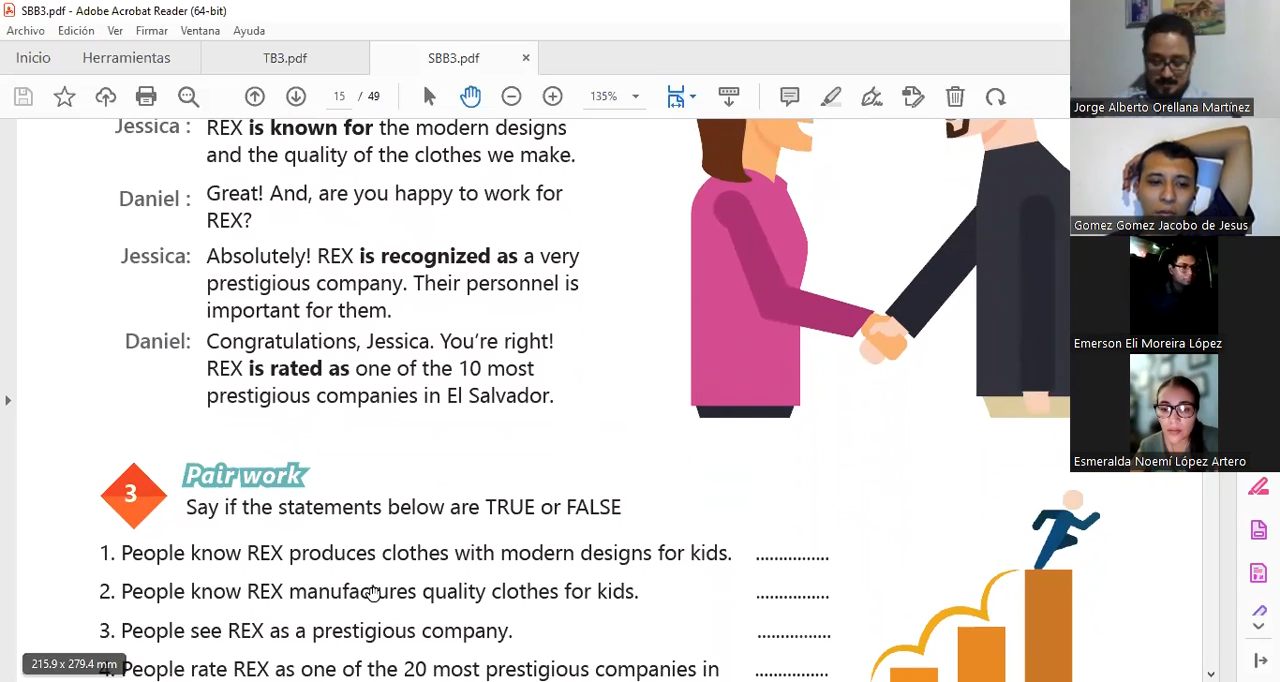 SBB3.pdf - Adobe Acrobat Reader (64-bit)
Archivo Edición Ver Firmar Ventana Ayuda
Inicio Herramientas TB3.pdf SBB3.pdf ×
15 / 49 135%
Jessica : REX is known for the modern designs
and the quality of the clothes we make.
Daniel : Great! And, are you happy to work for
REX?
Jessica: Absolutely! REX is recognized as a very
prestigious company. Their personnel is
important for them.
Daniel: Congratulations, Jessica. You're right!
REX is rated as one of the 10 most
prestigious companies in El Salvador.
3 Pair work
Say if the statements below are TRUE or FALSE
1. People know REX produces clothes with modern designs for kids. ...............
2. People know REX manufactures quality clothes for kids. ...............
3. People see REX as a prestigious company. ...............
4. People rate REX as one of the 20 most prestigious companies in ...............
215.9 x 279.4 mm
Jorge Alberto Orellana Martínez
Gomez Gomez Jacobo de Jesus
Emerson Eli Moreira López
Esmeralda Noemí López Artero